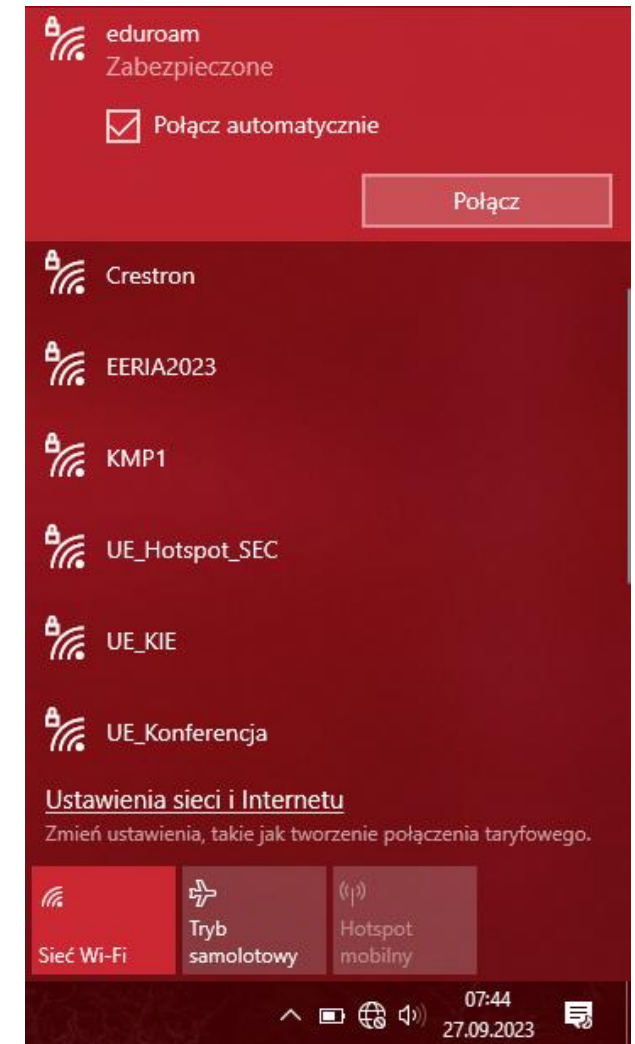 eduroam
Zabezpieczone
Połącz automatycznie
Połącz
Crestron
EERIA2023
KMP1
UE_Hotspot_SEC
UE_KIE
UE_Konferencja
Ustawienia sieci i Internetu
Zmień ustawienia, takie jak tworzenie połączenia taryfowego.
Sieć Wi-Fi
Tryb
samolotowy
Hotspot
mobilny
07:44
27.09.2023